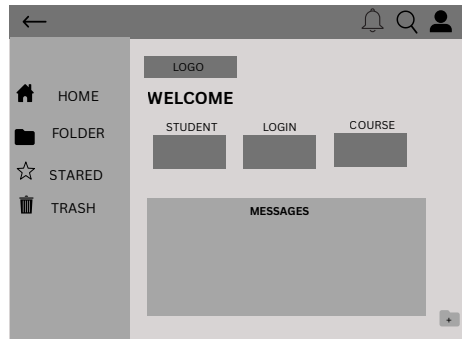 LOGO
HOME
WELCOME
FOLDER
STUDENT LOGIN COURSE
STARED
TRASH
MESSAGES
+